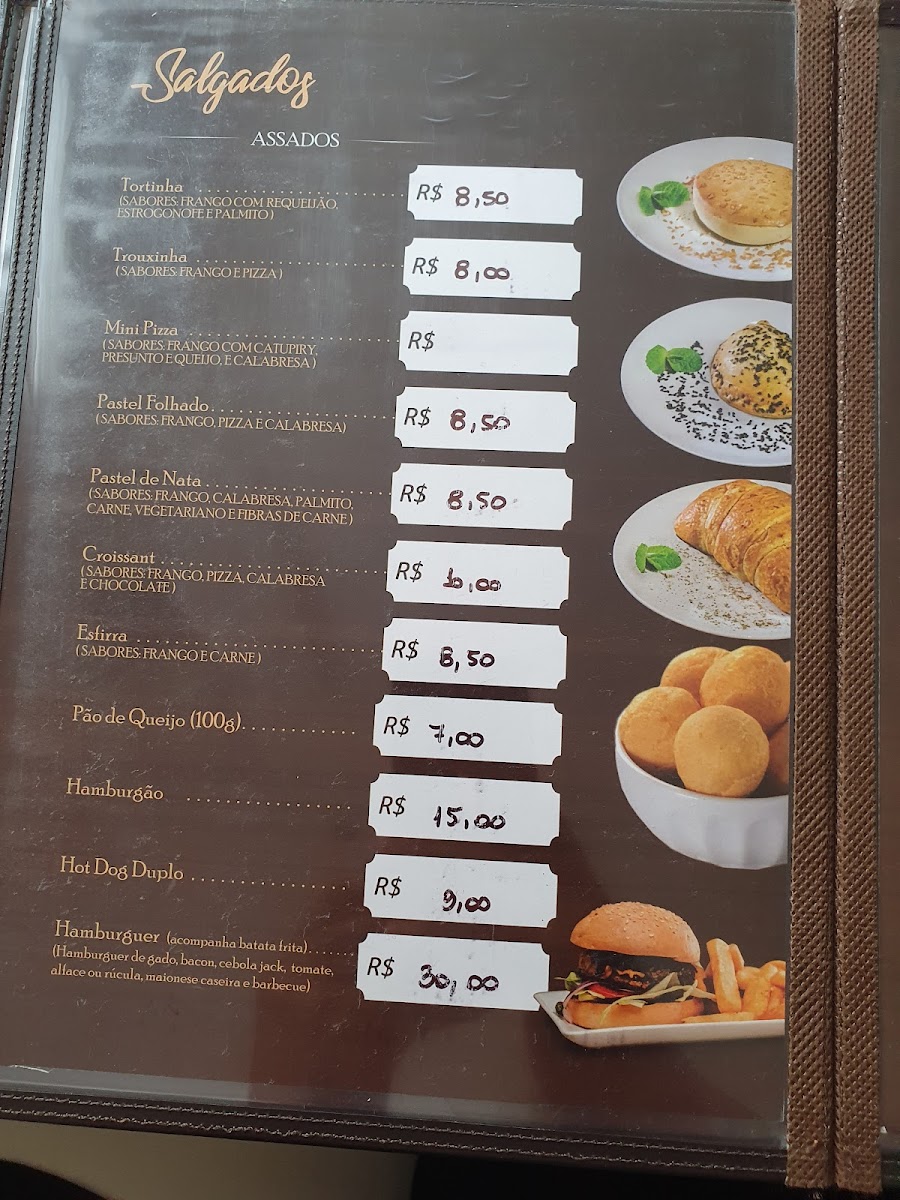 Salgados
ASSADOS
Tortinha R$ 8,50
(SABORES: FRANGO COM REQUEIJÃO,
ESTROGONOFE E PALMITO)
Trouxinha R$ 8,00
(SABORES: FRANGO E PIZZA)
Mini Pizza R$
(SABORES: FRANGO COM CATUPIRY,
PRESUNTO E QUEIJO, E CALABRESA)
Pastel Folhado R$ 8,50
(SABORES: FRANGO, PIZZA E CALABRESA)
Pastel de Nata R$ 8,50
(SABORES: FRANGO, CALABRESA, PALMITO,
CARNE, VEGETARIANO E FIBRAS DE CARNE)
Croissant R$ 10,00
(SABORES: FRANGO, PIZZA, CALABRESA
E CHOCOLATE)
Esfirra R$ 8,50
(SABORES: FRANGO E CARNE)
Pão de Queijo (100g) R$ 7,00
Hamburgão R$ 15,00
Hot Dog Duplo R$ 9,00
Hamburguer (acompanha batata frita) R$ 30,00
(Hamburguer de gado, bacon, cebola jack, tomate,
alface ou rúcula, maionese caseira e barbecue)